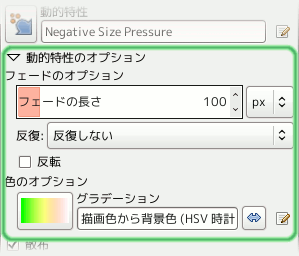 動的特性
Negative Size Pressure
動的特性のオプション
フェードのオプション
フェードの長さ 100 px
反復: 反復しない
反転
色のオプション
グラデーション
描画色から背景色 (HSV 時計
散布